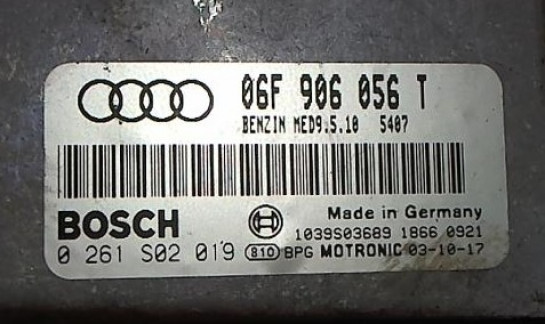 06F 906 056 T
BENZIN MED9.5.10 5407
BOSCH
Made in Germany
1039S03689 1866 0921
0 261 S02 019 810 BPG MOTRONIC 03-10-17